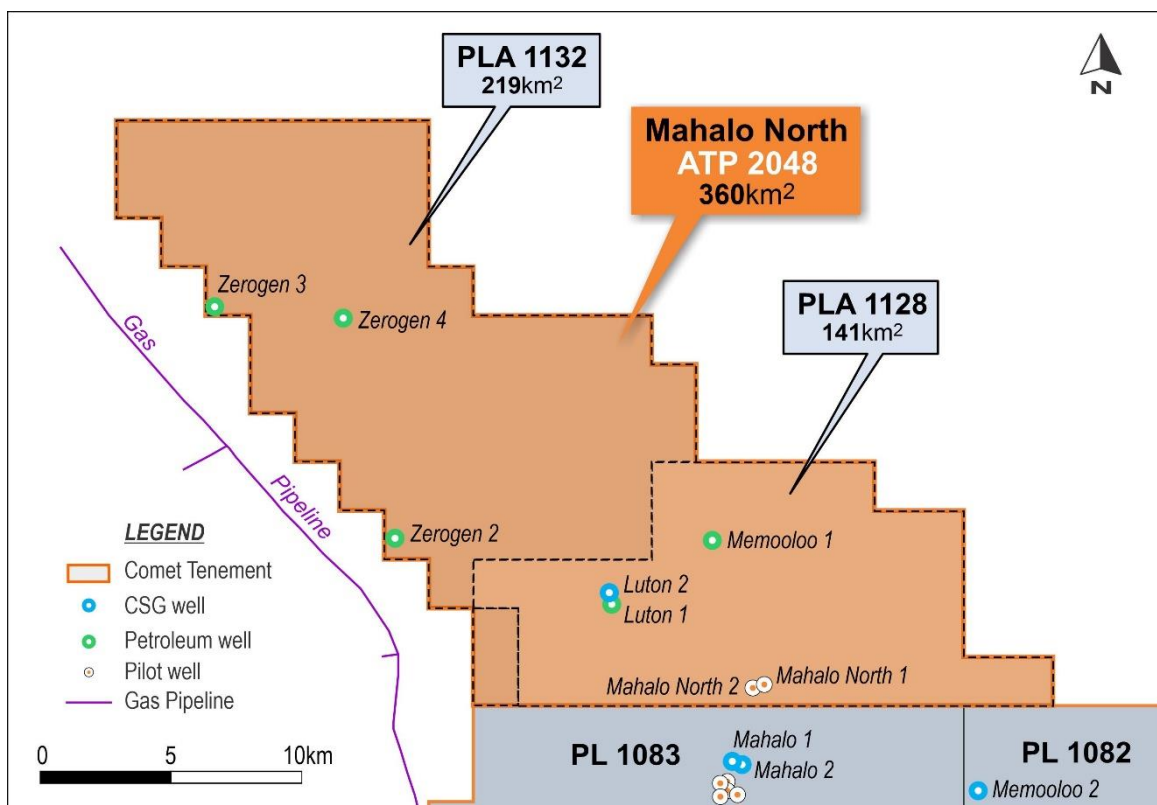 PLA 1132
219km²
N
Mahalo North
ATP 2048
360km²
Zerogen 3
Zerogen 4
PLA 1128
141km²
Gas
Pipeline
Zerogen 2
Memooloo 1
Luton 2
Luton 1
Mahalo North 2
Mahalo North 1
LEGEND
Comet Tenement
CSG well
Petroleum well
Pilot well
Gas Pipeline
0 5 10km
PL 1083
Mahalo 1
Mahalo 2
PL 1082
Memooloo 2